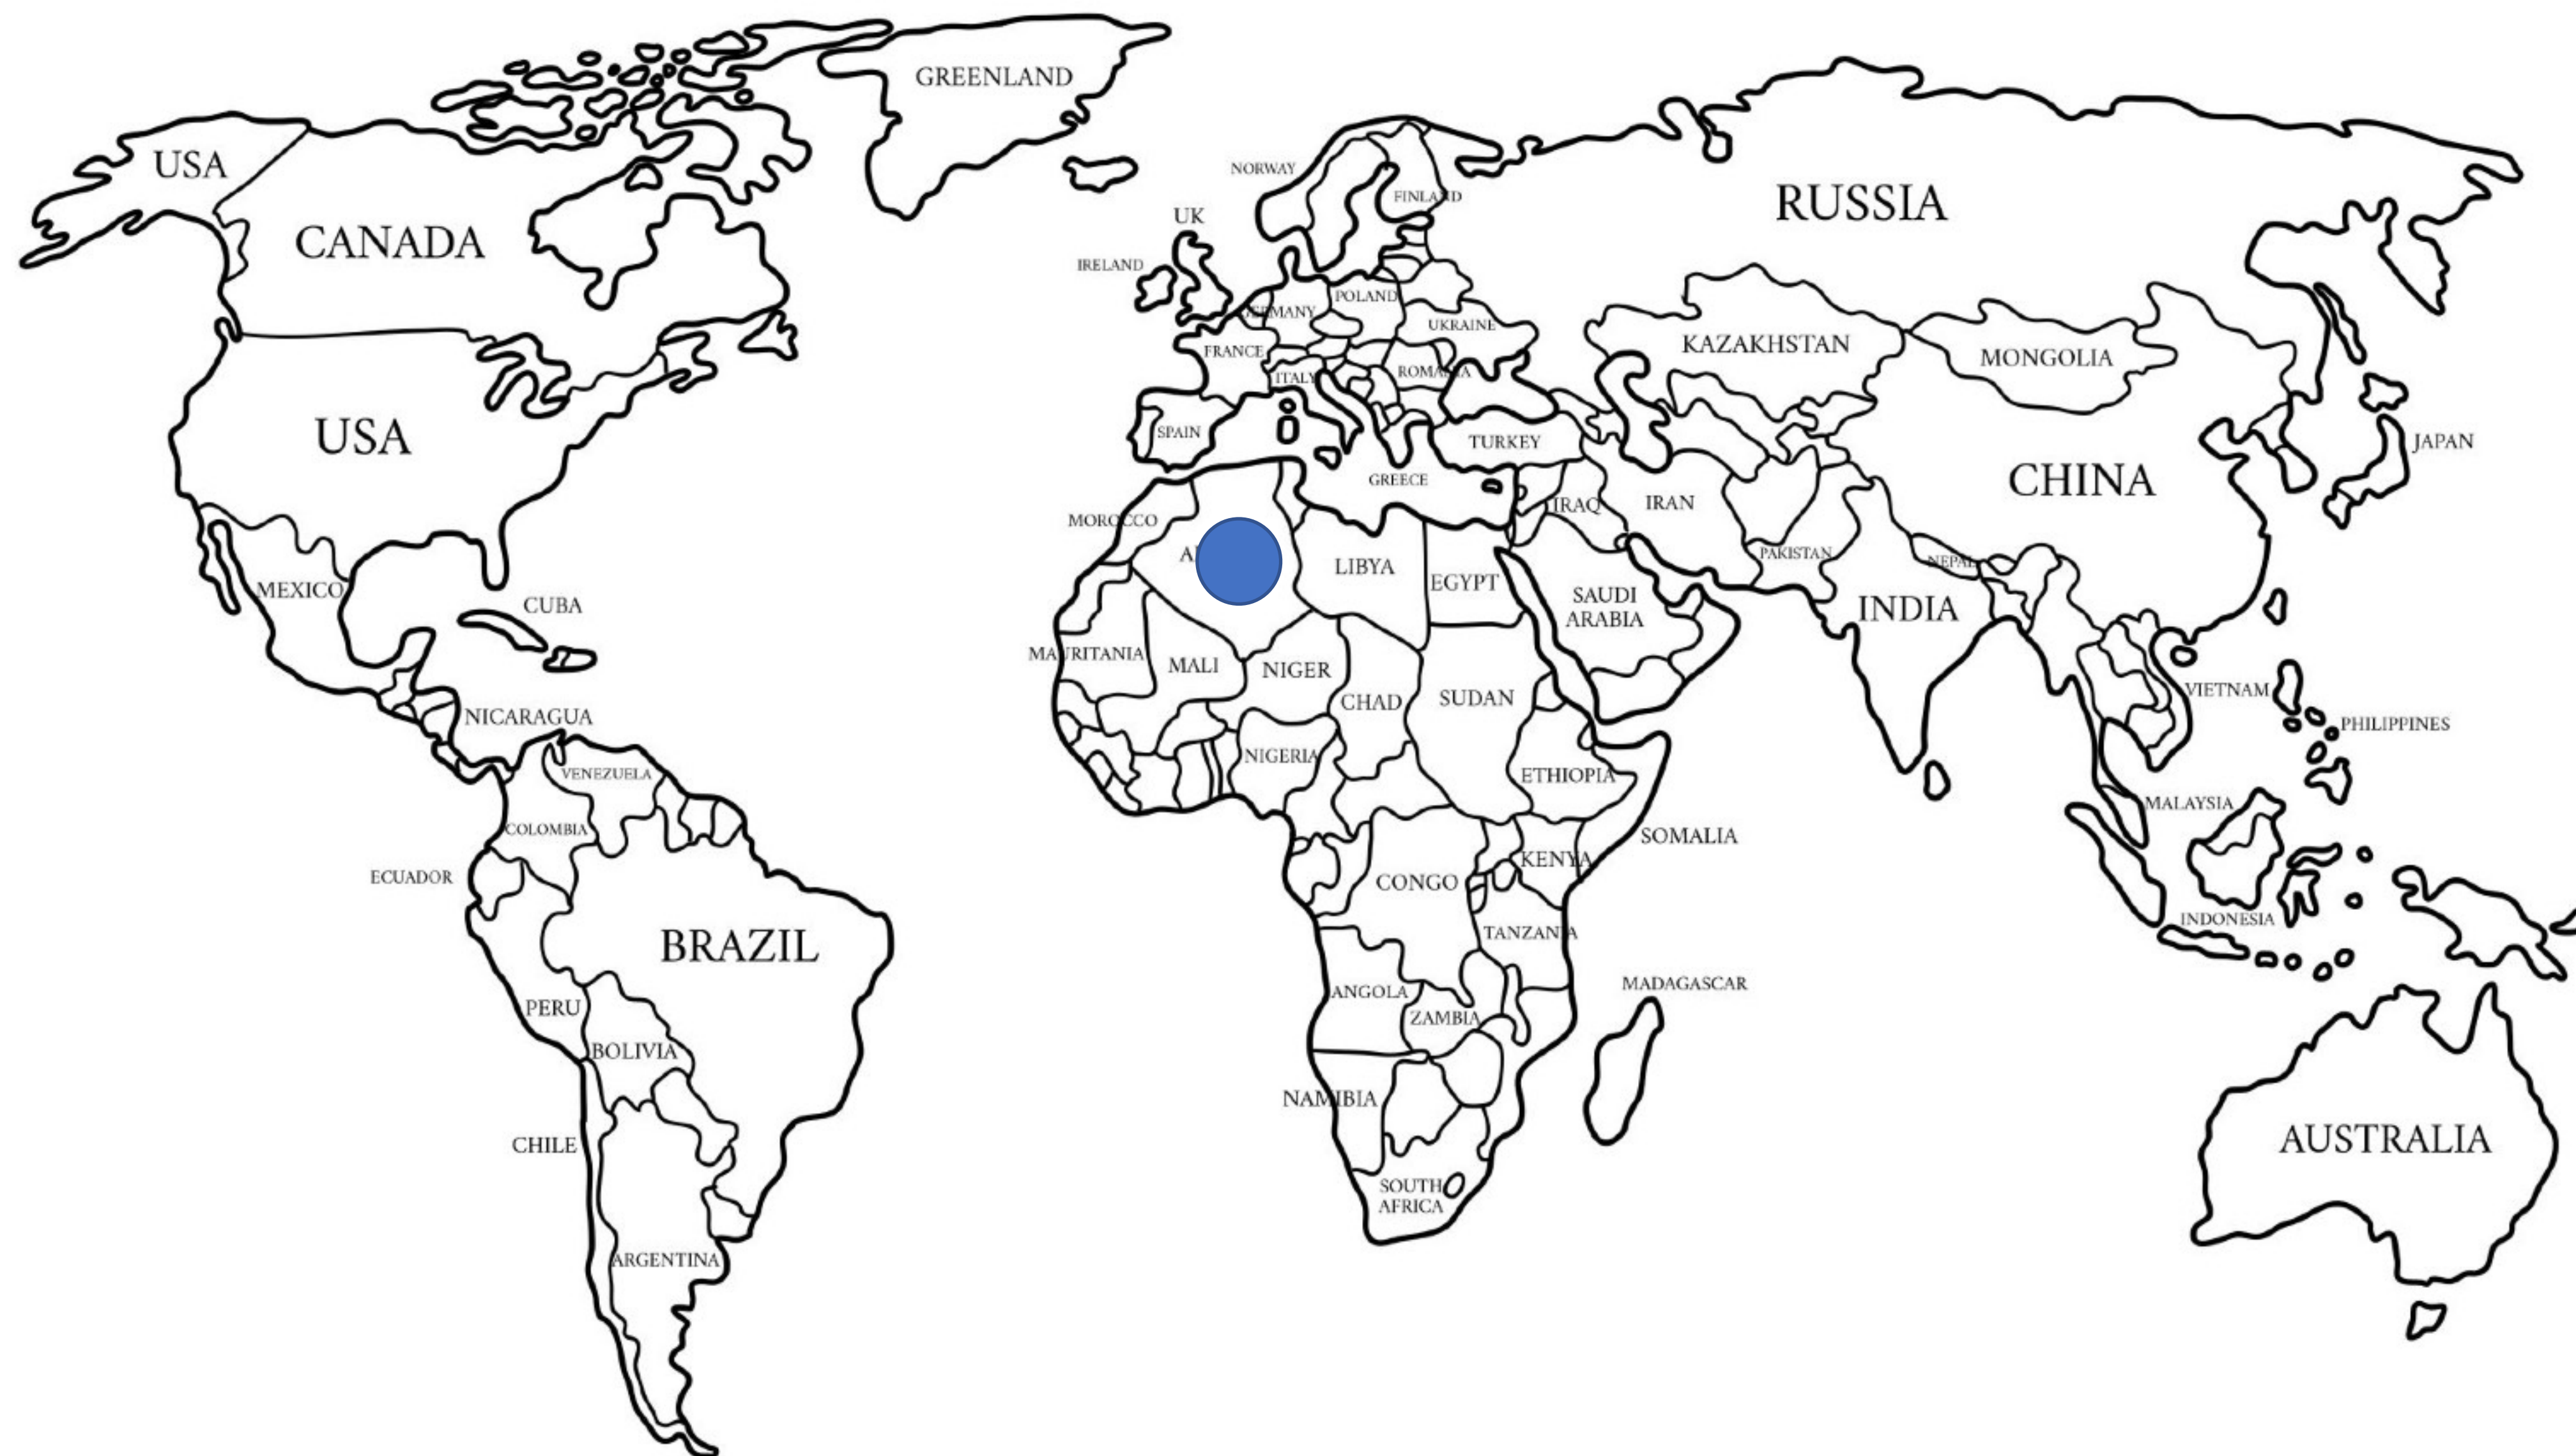 GREENLAND
USA
NORWAY
FINLAND
RUSSIA
UK
CANADA
IRELAND
POLAND
GERMANY
UKRAINE
KAZAKHSTAN
FRANCE
MONGOLIA
ROMANIA
ITALY
USA
SPAIN
TURKEY
JAPAN
GREECE
CHINA
IRAQ
IRAN
MOROCCO
LIBYA
EGYPT
PAKISTAN
NEPAL
MEXICO
SAUDI
ARABIA
CUBA
INDIA
MAURITANIA
MALI
NIGER
CHAD
SUDAN
VIETNAM
NICARAGUA
PHILIPPINES
NIGERIA
VENEZUELA
ETHIOPIA
MALAYSIA
COLOMBIA
SOMALIA
KENYA
ECUADOR
CONGO
INDONESIA
TANZANIA
BRAZIL
MADAGASCAR
ANGOLA
PERU
ZAMBIA
BOLIVIA
NAMIBIA
CHILE
AUSTRALIA
SOUTH
AFRICA
ARGENTINA